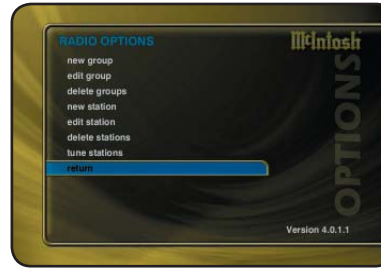 RADIO OPTIONS
McIntosh
new group
edit group
delete groups
new station
edit station
delete stations
tune stations
return
OPTIONS
Version 4.0.1.1